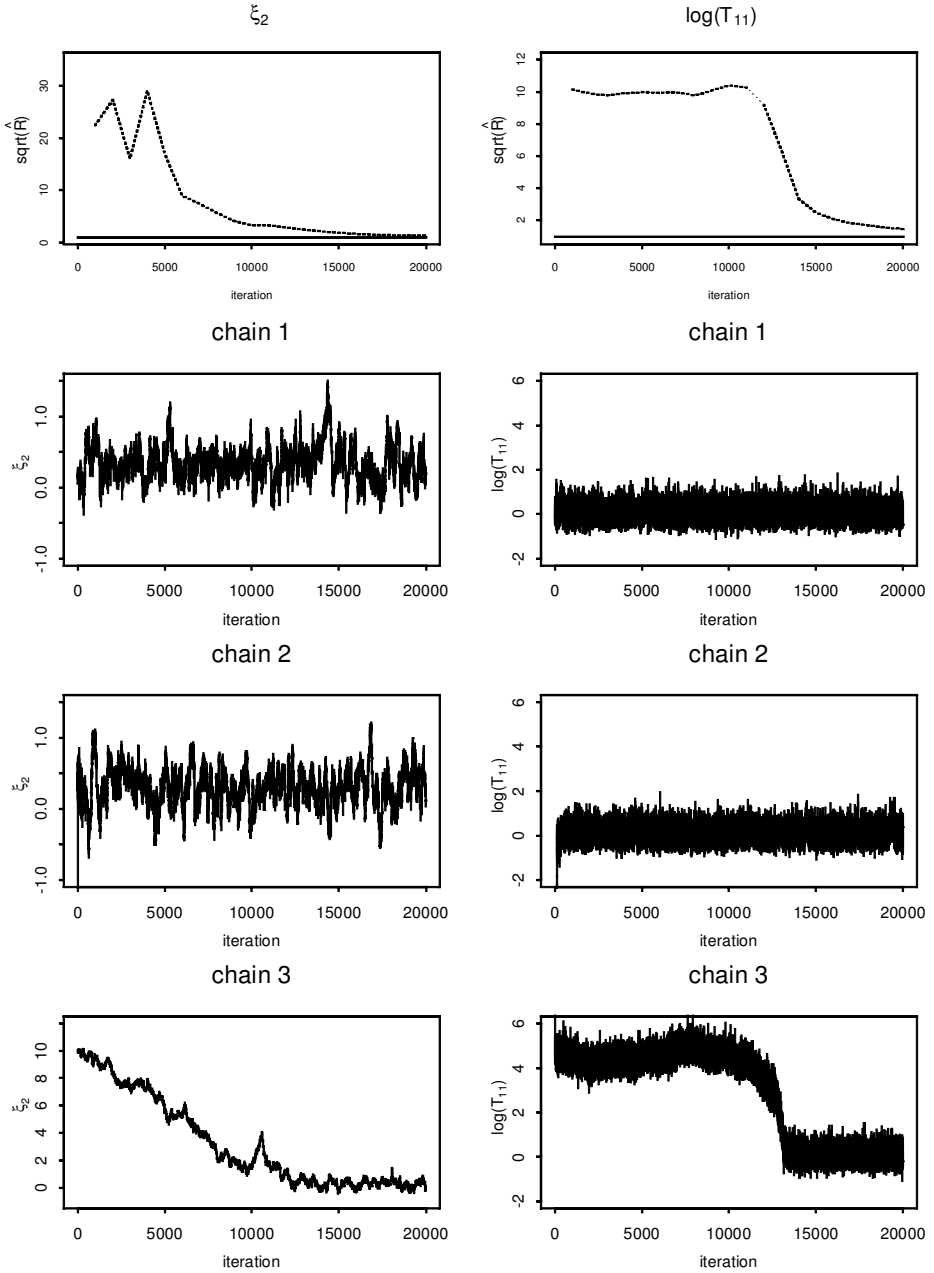 ξ₂
log(T₁₁)
sqrt(R̂)
0 10 20 30
0 5000 10000 15000 20000
iteration
sqrt(R̂)
2 4 6 8 10 12
0 5000 10000 15000 20000
iteration
chain 1
chain 1
ξ₂
-1.0 0.0 1.0
0 5000 10000 15000 20000
iteration
log(T₁₁)
-2 0 2 4 6
0 5000 10000 15000 20000
iteration
chain 2
chain 2
ξ₂
-1.0 0.0 1.0
0 5000 10000 15000 20000
iteration
log(T₁₁)
-2 0 2 4 6
0 5000 10000 15000 20000
iteration
chain 3
chain 3
ξ₂
0 2 4 6 8 10
0 5000 10000 15000 20000
iteration
log(T₁₁)
-2 0 2 4 6
0 5000 10000 15000 20000
iteration